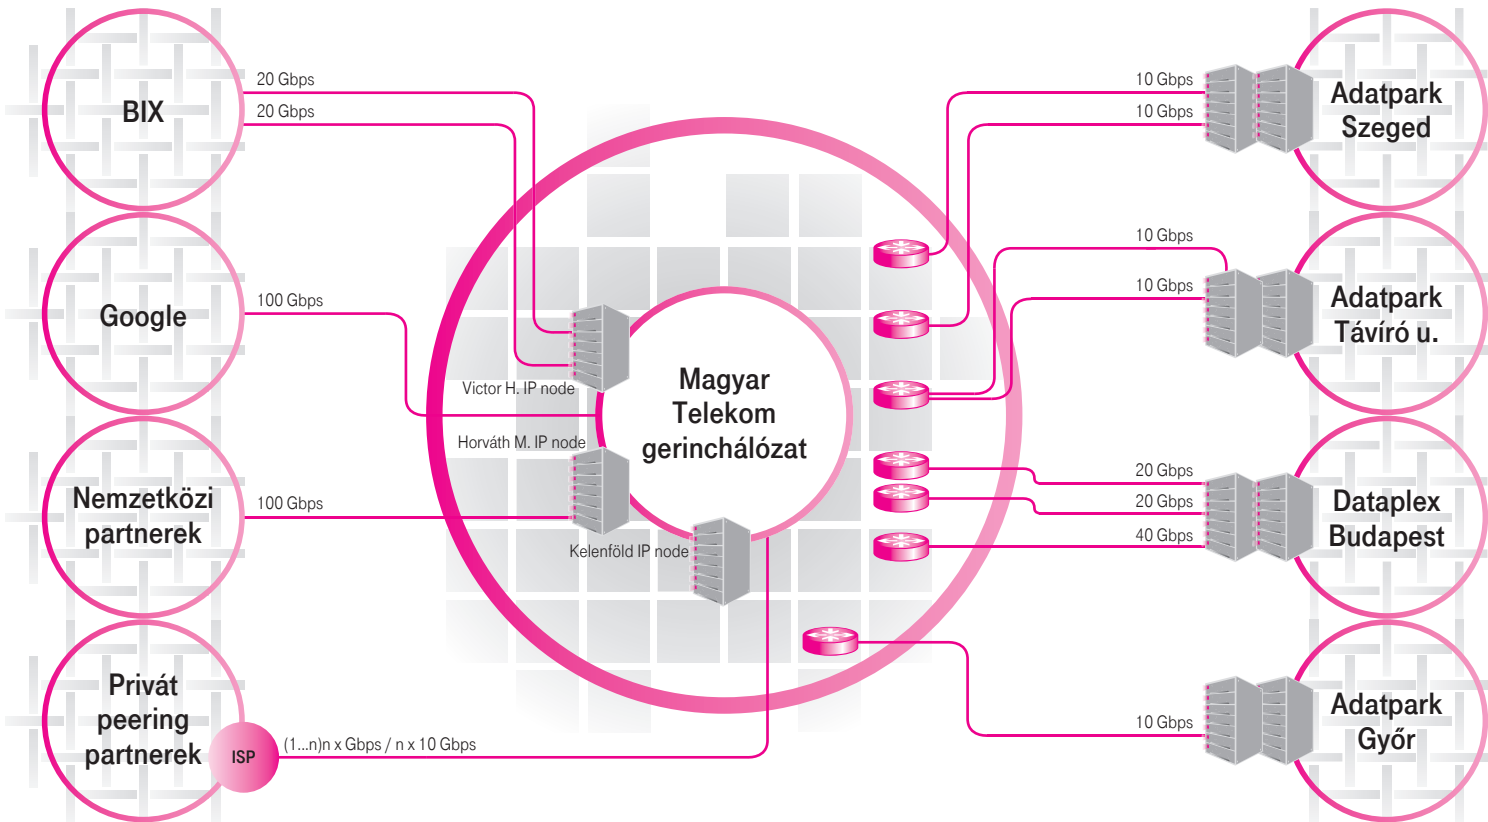 BIX
20 Gbps
20 Gbps
Google
100 Gbps
Nemzetközi
partnerek
100 Gbps
Privát
peering
partnerek
ISP
(1...n)n x Gbps / n x 10 Gbps
Victor H. IP node
Horváth M. IP node
Kelenföld IP node
Magyar
Telekom
gerinchálózat
10 Gbps
10 Gbps
Adatpark
Szeged
10 Gbps
10 Gbps
Adatpark
Távíró u.
20 Gbps
20 Gbps
40 Gbps
Dataplex
Budapest
10 Gbps
Adatpark
Győr